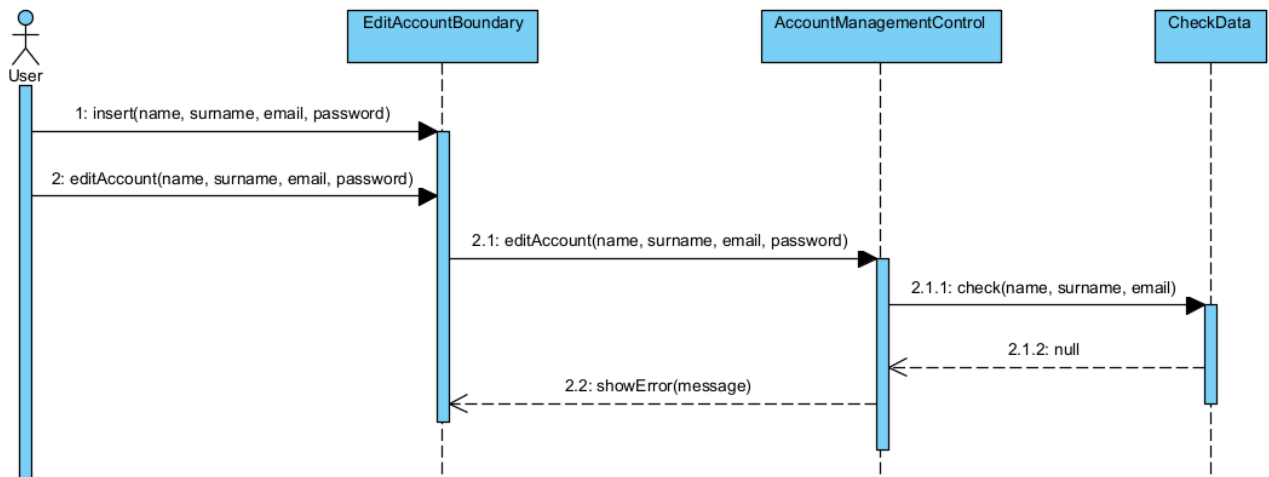 EditAccountBoundary
AccountManagementControl
CheckData
User
1: insert(name, surname, email, password)
2: editAccount(name, surname, email, password)
2.1: editAccount(name, surname, email, password)
2.1.1: check(name, surname, email)
2.1.2: null
2.2: showError(message)